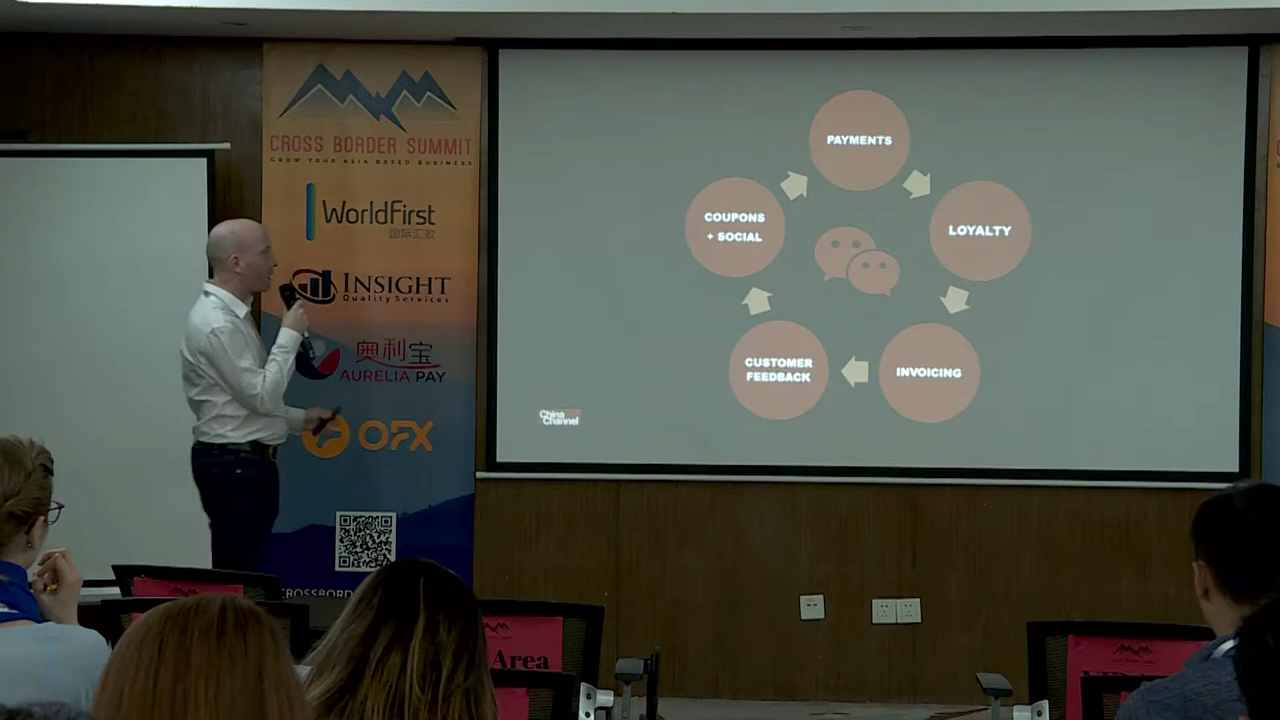 CROSS BORDER SUMMIT
GROW YOUR ASIA BASED BUSINESS
WorldFirst
国际汇款
INSIGHT
Quality Services
奥利宝
AURELIA PAY
OFX
CROSSBORD
PAYMENTS
COUPONS
+ SOCIAL
LOYALTY
CUSTOMER
FEEDBACK
INVOICING
China
Channel
Area